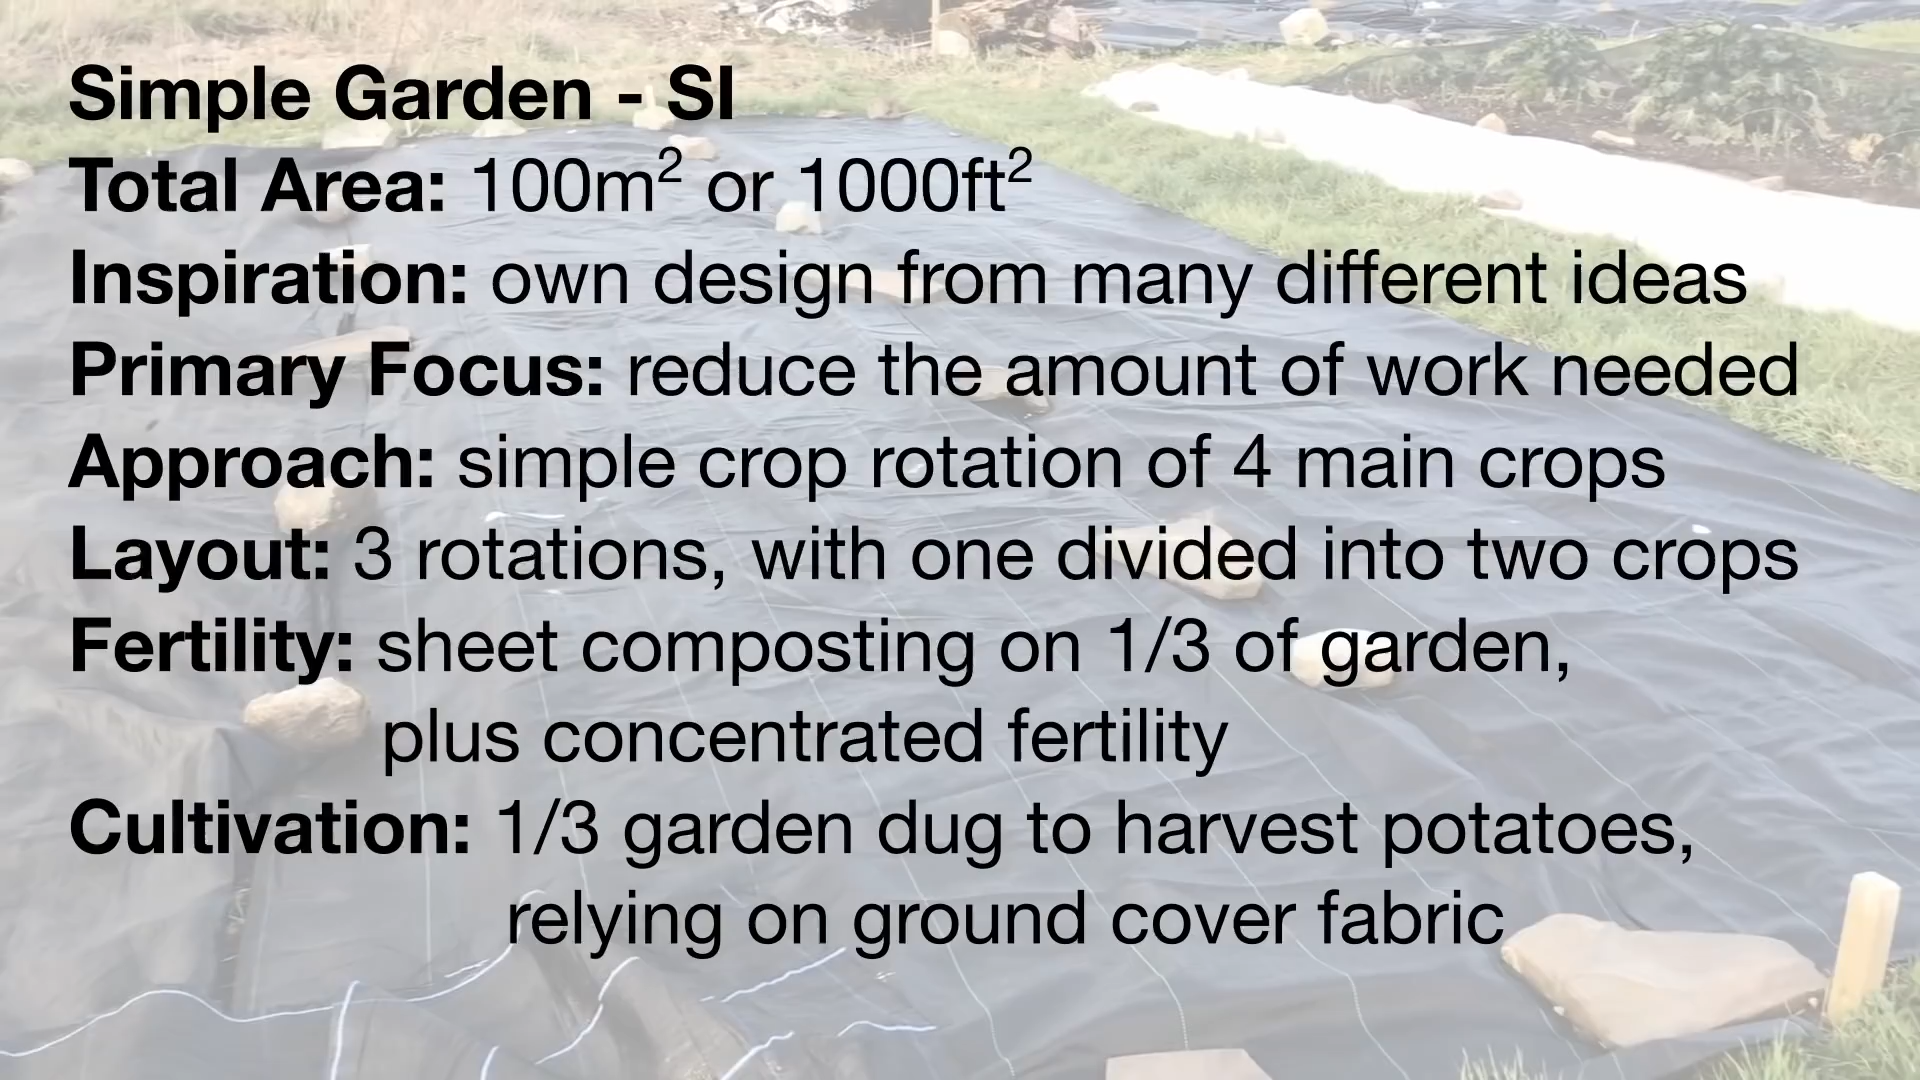 Simple Garden - SI
Total Area: 100m² or 1000ft²
Inspiration: own design from many different ideas
Primary Focus: reduce the amount of work needed
Approach: simple crop rotation of 4 main crops
Layout: 3 rotations, with one divided into two crops
Fertility: sheet composting on 1/3 of garden,
plus concentrated fertility
Cultivation: 1/3 garden dug to harvest potatoes,
relying on ground cover fabric